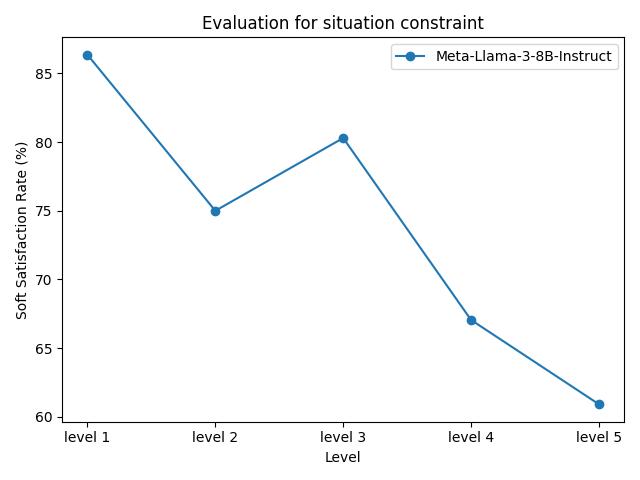 Evaluation for situation constraint
Meta-Llama-3-8B-Instruct
Soft Satisfaction Rate (%)
85
80
75
70
65
60
level 1 level 2 level 3 level 4 level 5
Level